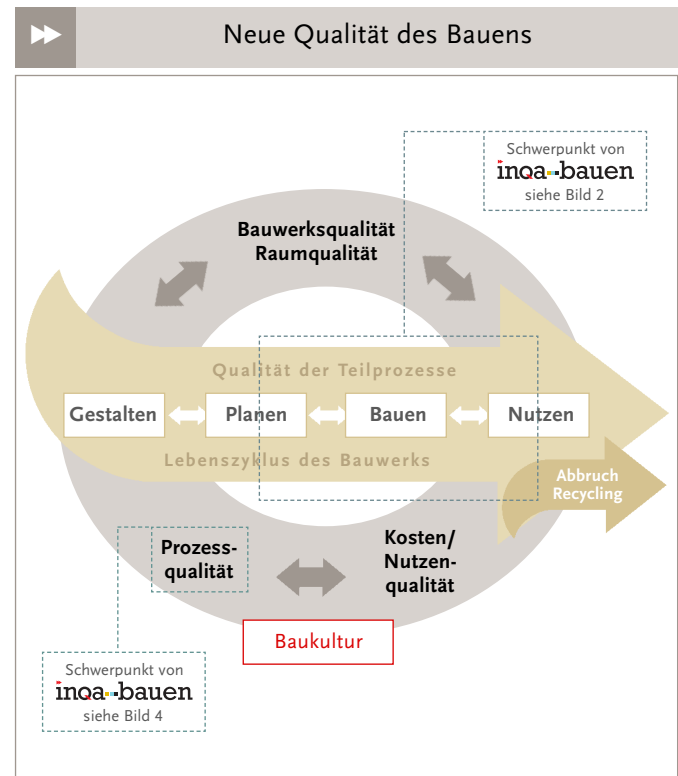 Neue Qualität des Bauens
Schwerpunkt von
inqa-bauen
siehe Bild 2
Bauwerksqualität
Raumqualität
Qualität der Teilprozesse
Gestalten
Planen
Bauen
Nutzen
Lebenszyklus des Bauwerks
Abbruch
Recycling
Prozess-
qualität
Kosten/
Nutzen-
qualität
Baukultur
Schwerpunkt von
inqa-bauen
siehe Bild 4